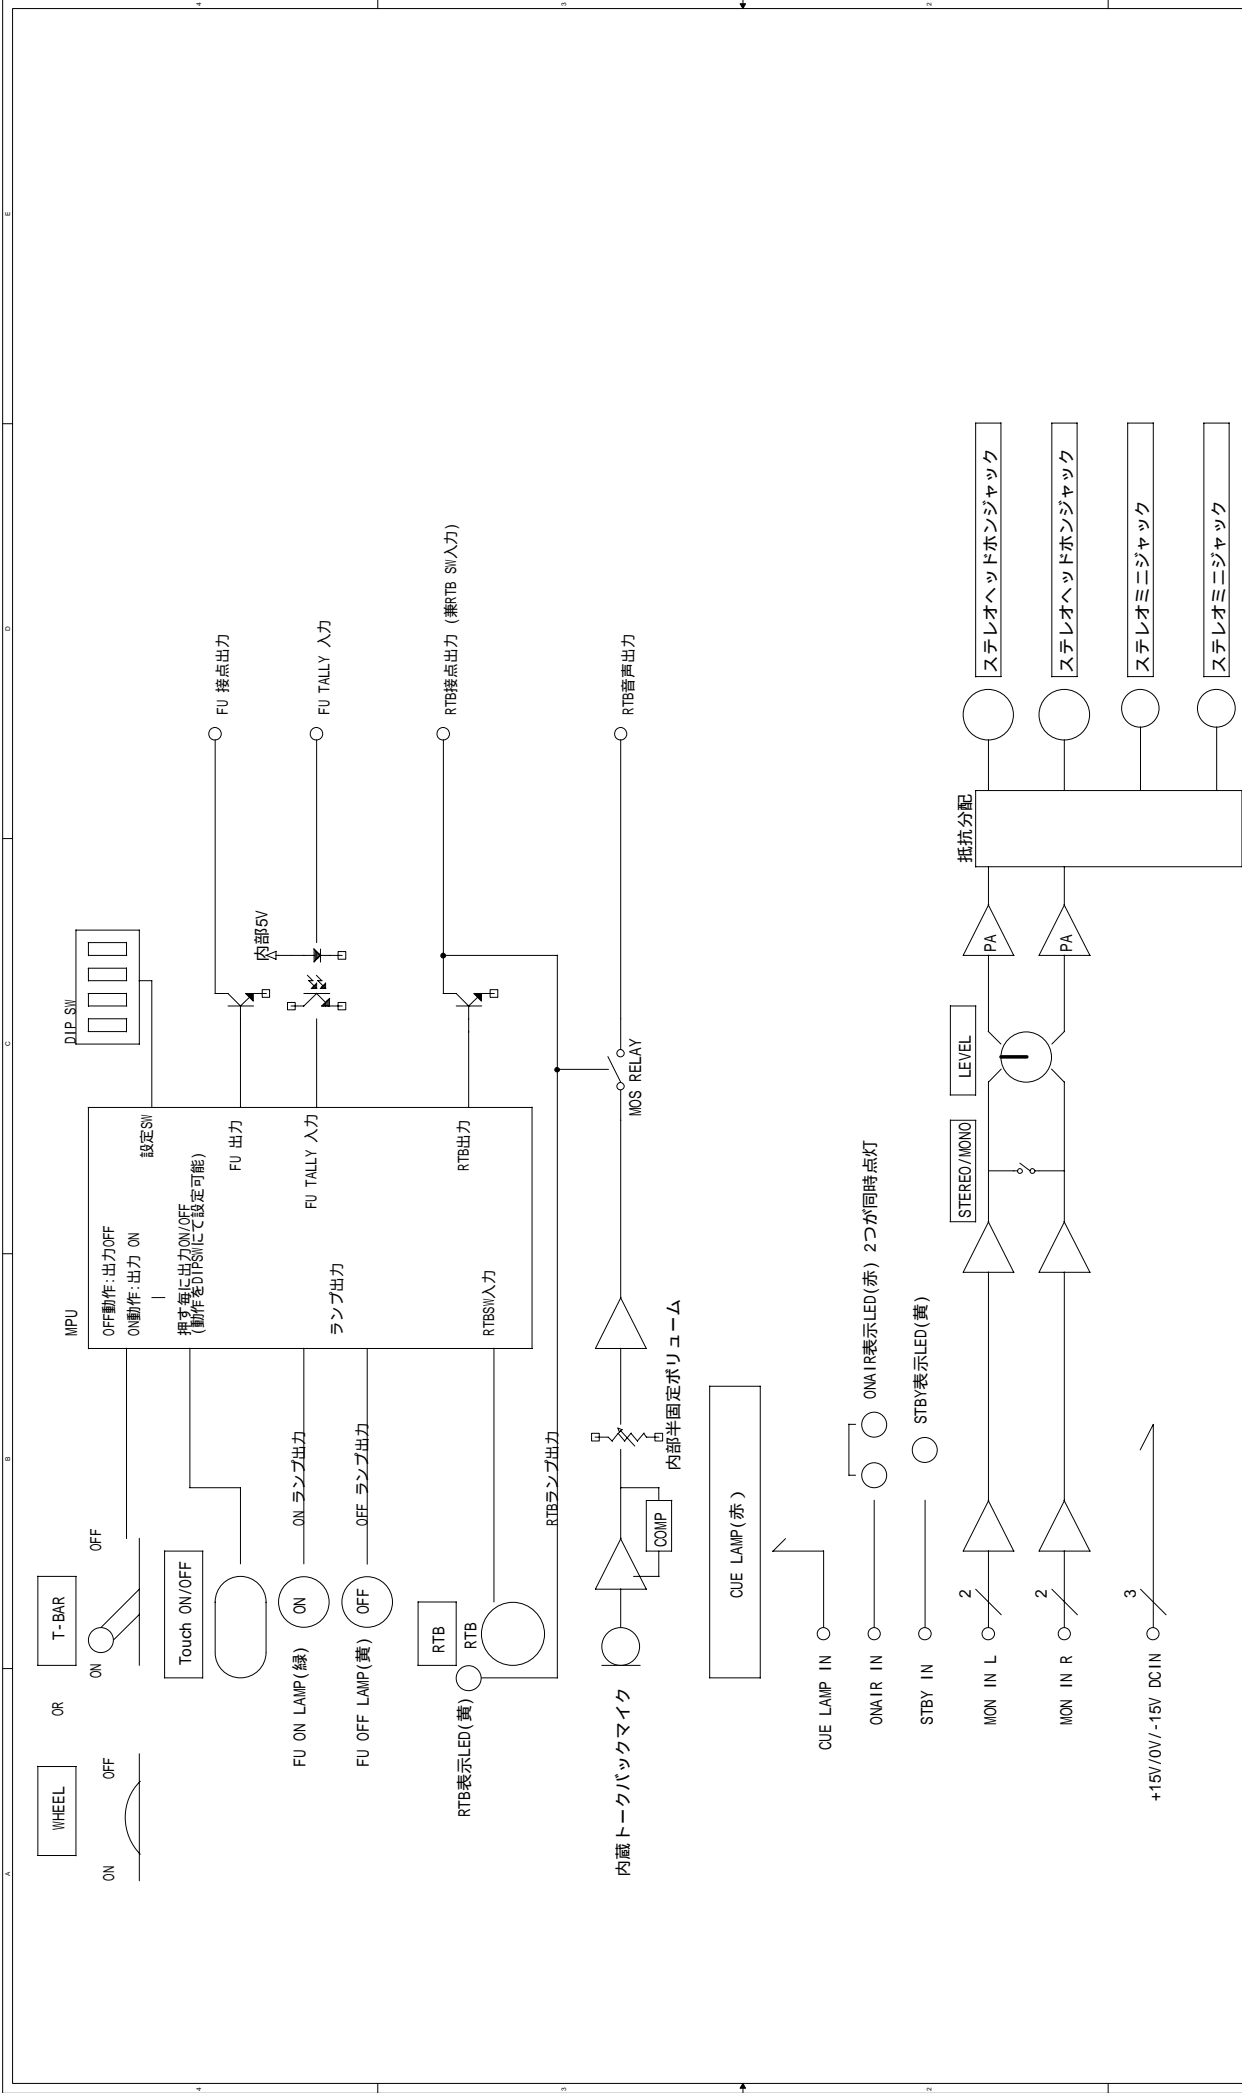 WHEEL
ON
OFF
OR
T-BAR
ON
OFF
Touch ON/OFF
FU ON LAMP(緑)
ON
ON ランプ出力
FU OFF LAMP(黄)
OFF
OFF ランプ出力
RTB
RTB
RTB表示LED(黄)
RTBランプ出力
MPU
OFF動作:出力OFF
ON動作:出力 ON
押す毎に出力ON/OFF
(動作をDIPSWにて設定可能)
設定SW
FU 出力
FU TALLY 入力
ランプ出力
RTBSW入力
RTB出力
DIP SW
内部5V
FU 接点出力
FU TALLY 入力
RTB接点出力 (兼RTB SW入力)
RTB音声出力
内蔵トークバックマイク
COMP
内部半固定ボリューム
MOS RELAY
CUE LAMP(赤)
CUE LAMP IN
ONAIR IN
ONAIR表示LED(赤) 2つが同時点灯
STBY IN
STBY表示LED(黄)
MON IN L
2
MON IN R
2
STEREO/MONO
LEVEL
PA
PA
抵抗分配
ステレオヘッドホンジャック
ステレオヘッドホンジャック
ステレオミニジャック
ステレオミニジャック
+15V/0V/-15V DCIN
3
A
B
C
D
E
4
3
2
4
3
2